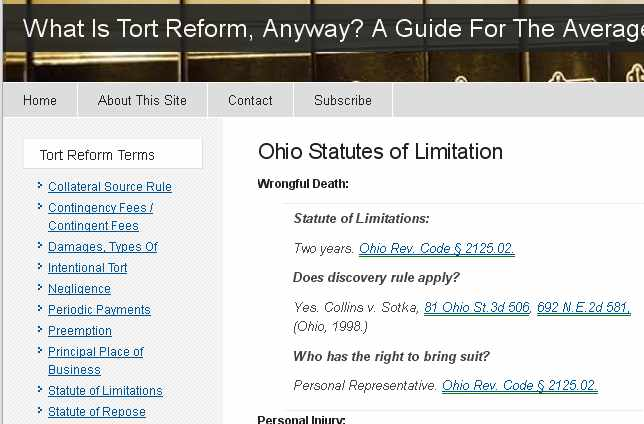 What Is Tort Reform, Anyway? A Guide For The Average
Home
About This Site
Contact
Subscribe
Tort Reform Terms
Collateral Source Rule
Contingency Fees /
Contingent Fees
Damages, Types Of
Intentional Tort
Negligence
Periodic Payments
Preemption
Principal Place of
Business
Statute of Limitations
Statute of Repose
Ohio Statutes of Limitation
Wrongful Death:
Statute of Limitations:
Two years. Ohio Rev. Code § 2125.02.
Does discovery rule apply?
Yes. Collins v. Sotka, 81 Ohio St.3d 506, 692 N.E.2d 581,
(Ohio, 1998.)
Who has the right to bring suit?
Personal Representative. Ohio Rev. Code § 2125.02.
Personal Injury: